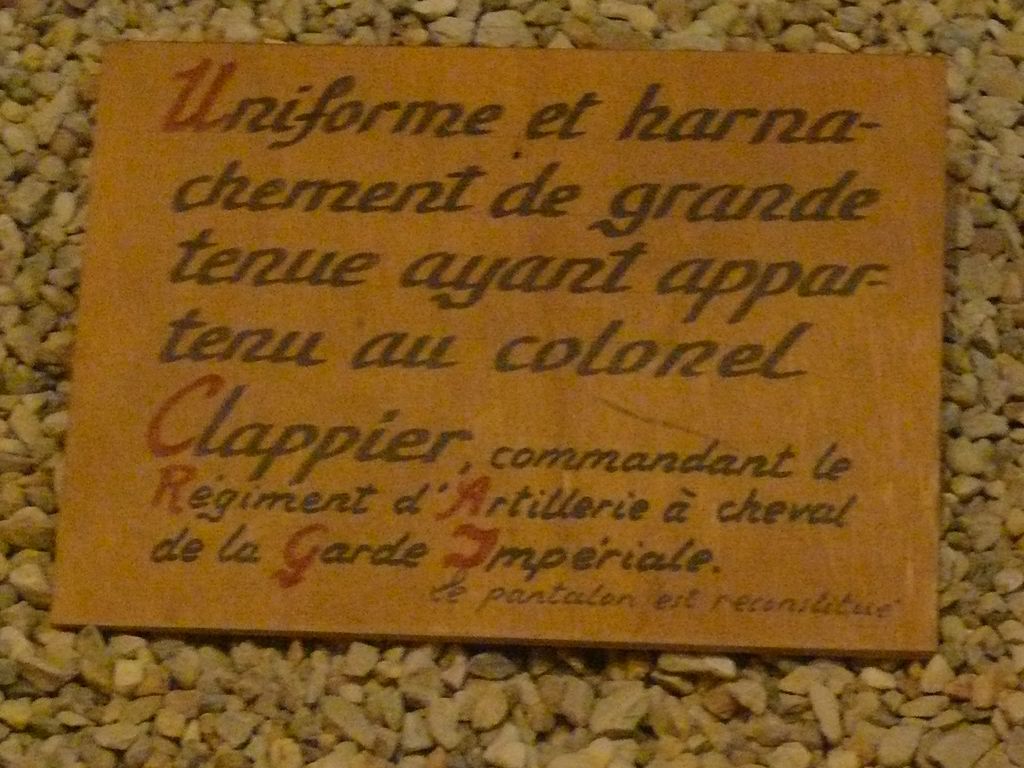 Uniforme et harna-
chement de grande
tenue ayant appar-
tenu au colonel
Clappier, commandant le
Régiment d'Artillerie à cheval
de la Garde Impériale.
le pantalon est reconstitué